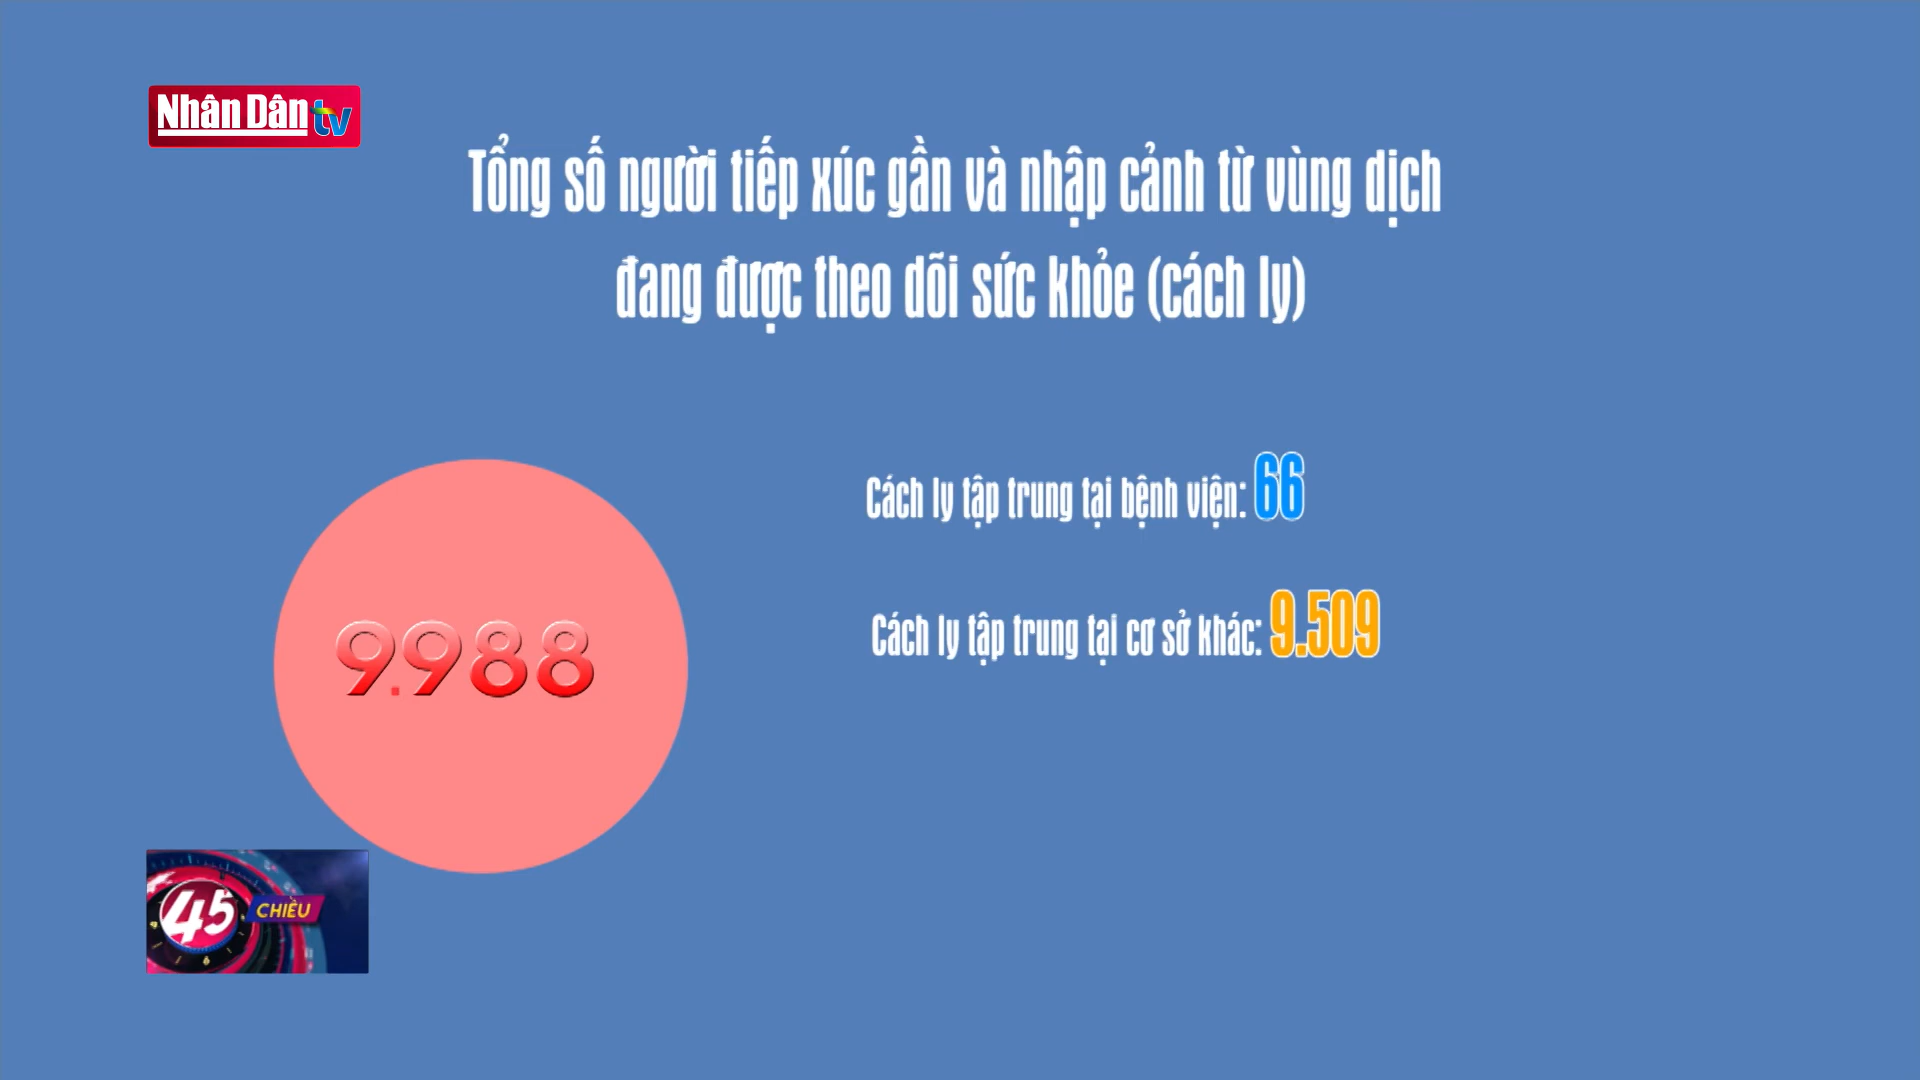 Nhân Dân tv
Tổng số người tiếp xúc gần và nhập cảnh từ vùng dịch
đang được theo dõi sức khỏe (cách ly)
Cách ly tập trung tại bệnh viện: 66
Cách ly tập trung tại cơ sở khác: 9.509
9.988
45 CHIỀU